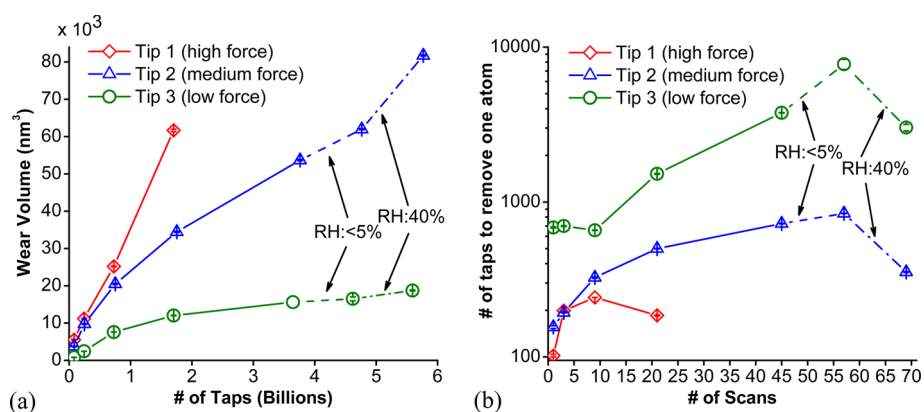 × 10³
Tip 1 (high force)
Tip 2 (medium force)
Tip 3 (low force)
80
60
40
20
10
0
Wear Volume (nm³)
RH:<5%
RH:40%
0 1 2 3 4 5 6
# of Taps (Billions)
(a)
Tip 1 (high force)
Tip 2 (medium force)
Tip 3 (low force)
10000
1000
100
# of taps to remove one atom
RH:<5%
RH:40%
0 5 10 15 20 25 30 35 40 45 50 55 60 65 70
# of Scans
(b)